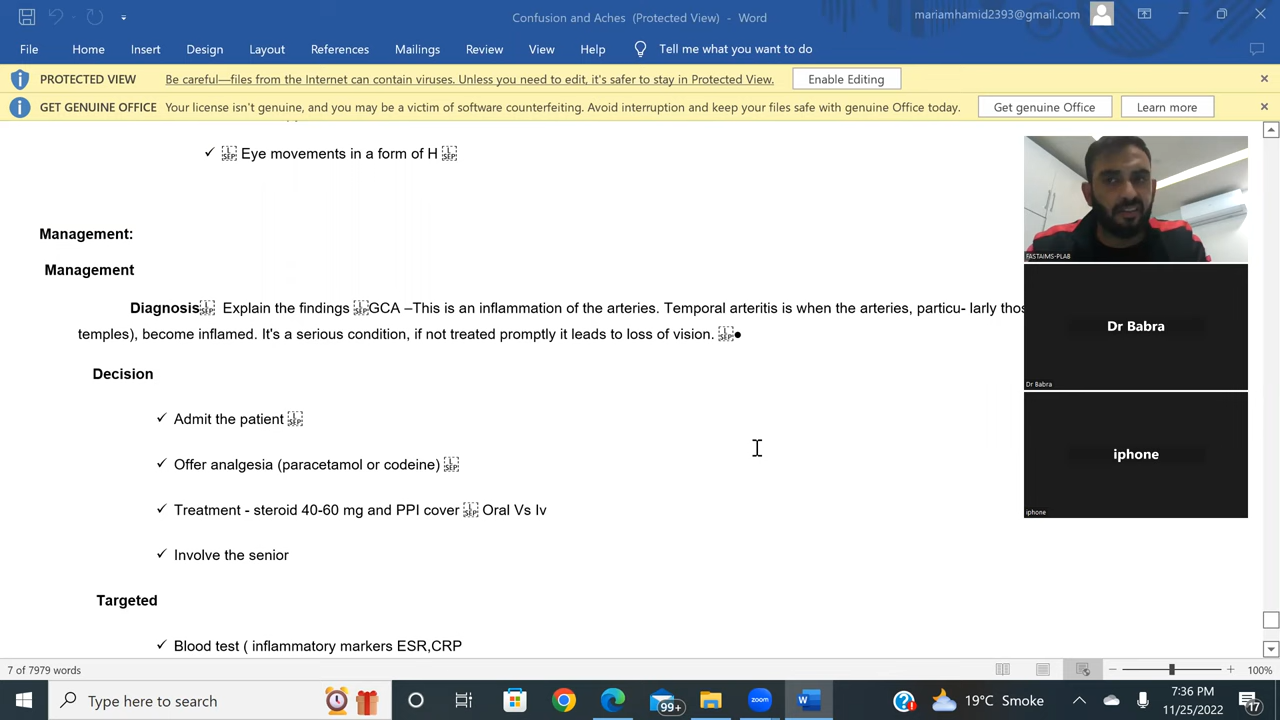 Confusion and Aches (Protected View) - Word
mariamhamid2393@gmail.com
File Home Insert Design Layout References Mailings Review View Help Tell me what you want to do
PROTECTED VIEW Be careful—files from the Internet can contain viruses. Unless you need to edit, it's safer to stay in Protected View. Enable Editing
GET GENUINE OFFICE Your license isn't genuine, and you may be a victim of software counterfeiting. Avoid interruption and keep your files safe with genuine Office today. Get genuine Office Learn more
✓ Eye movements in a form of H
Management:
Management
Diagnosis Explain the findings GCA –This is an inflammation of the arteries. Temporal arteritis is when the arteries, particu- larly thos
temples), become inflamed. It's a serious condition, if not treated promptly it leads to loss of vision. ●
Decision
✓ Admit the patient
✓ Offer analgesia (paracetamol or codeine)
✓ Treatment - steroid 40-60 mg and PPI cover Oral Vs Iv
✓ Involve the senior
Targeted
✓ Blood test ( inflammatory markers ESR,CRP
FASTAIMS-PLAB
Dr Babra
Dr Babra
iphone
iphone
7 of 7979 words
100%
Type here to search
99+
zoom
19°C Smoke
7:36 PM
11/25/2022
17